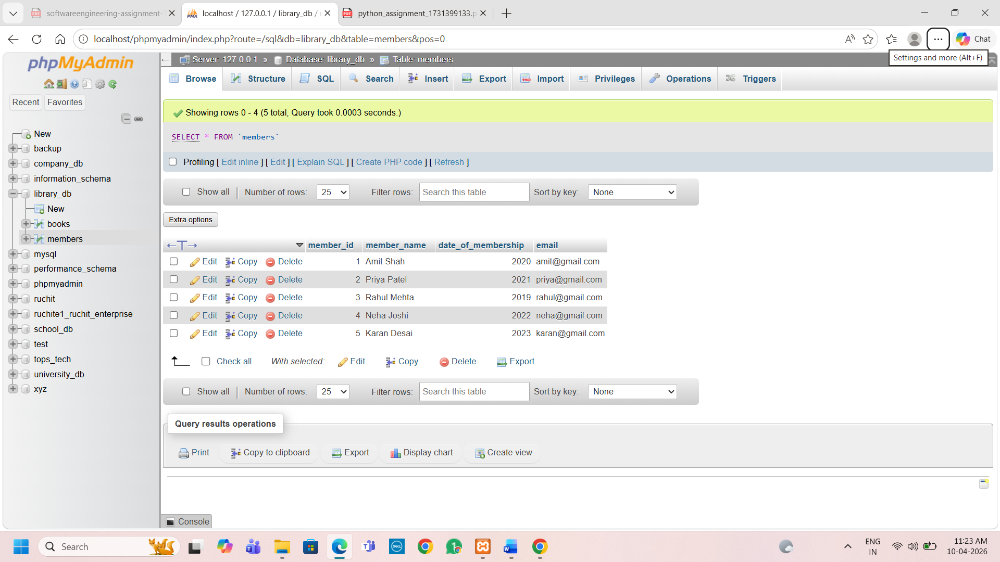 softwareengineering-assignment-
localhost / 127.0.0.1 / library_db /
python_assignment_1731399133.p
localhost/phpmyadmin/index.php?route=/sql&db=library_db&table=members&pos=0
Chat
Settings and more (Alt+F)
phpMyAdmin
Recent
Favorites
New
backup
company_db
information_schema
library_db
New
books
members
mysql
performance_schema
phpmyadmin
ruchit
ruchite1_ruchit_enterprise
school_db
test
tops_tech
university_db
xyz
Server: 127.0.0.1 » Database: library_db » Table: members
Browse Structure SQL Search Insert Export Import Privileges Operations Triggers
Showing rows 0 - 4 (5 total, Query took 0.0003 seconds.)
SELECT * FROM `members`
Profiling [ Edit inline ] [ Edit ] [ Explain SQL ] [ Create PHP code ] [ Refresh ]
Show all Number of rows: 25 Filter rows: Search this table Sort by key: None
Extra options
member_id member_name date_of_membership email
Edit Copy Delete 1 Amit Shah 2020 amit@gmail.com
Edit Copy Delete 2 Priya Patel 2021 priya@gmail.com
Edit Copy Delete 3 Rahul Mehta 2019 rahul@gmail.com
Edit Copy Delete 4 Neha Joshi 2022 neha@gmail.com
Edit Copy Delete 5 Karan Desai 2023 karan@gmail.com
Check all With selected: Edit Copy Delete Export
Show all Number of rows: 25 Filter rows: Search this table Sort by key: None
Query results operations
Print Copy to clipboard Export Display chart Create view
Console
Search
ENG
IN
11:23 AM
10-04-2026